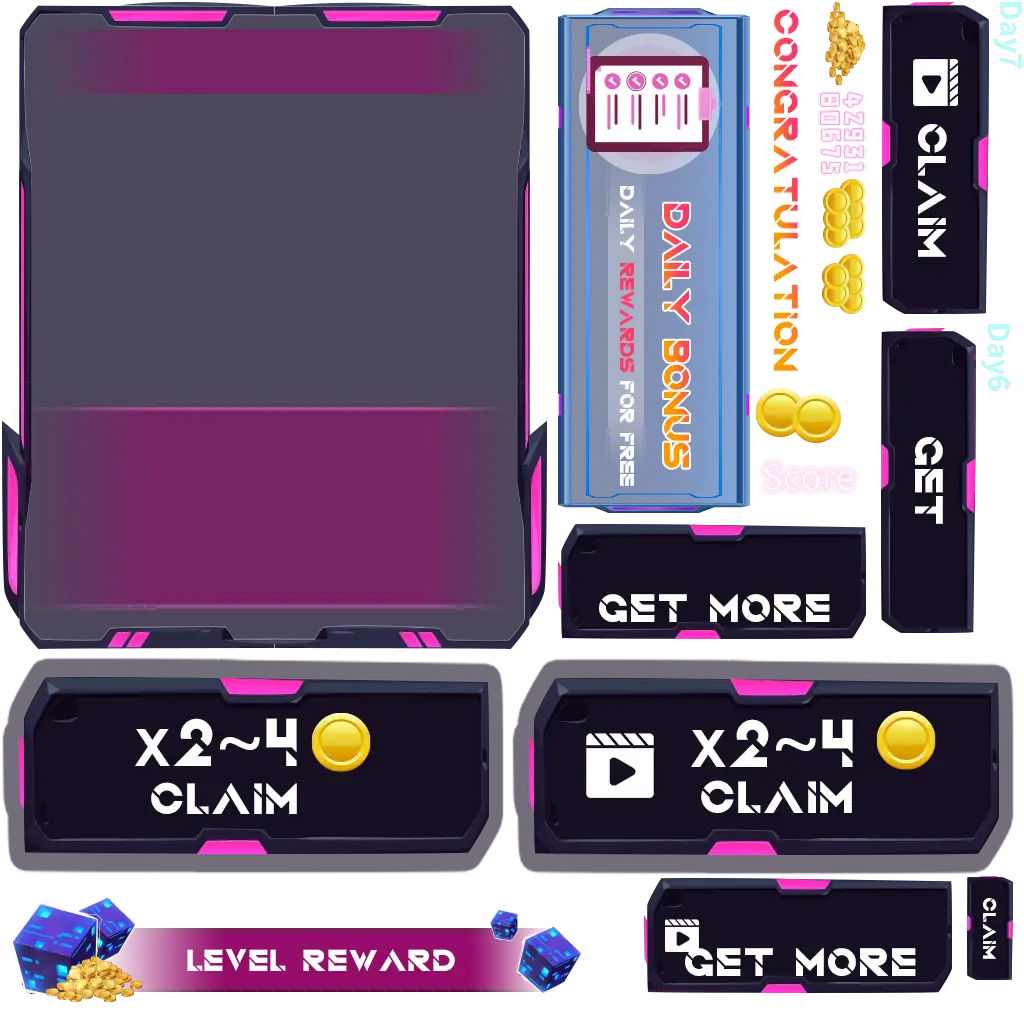 DAILY BONUS
DAILY REWARDS FOR FREE
CONGRATULATION
4Z931
80675
Score
CLAIM
Day7
GET
Day6
GET MORE
x2~4
CLAIM
x2~4
CLAIM
LEVEL REWARD
GET MORE
CLAIM